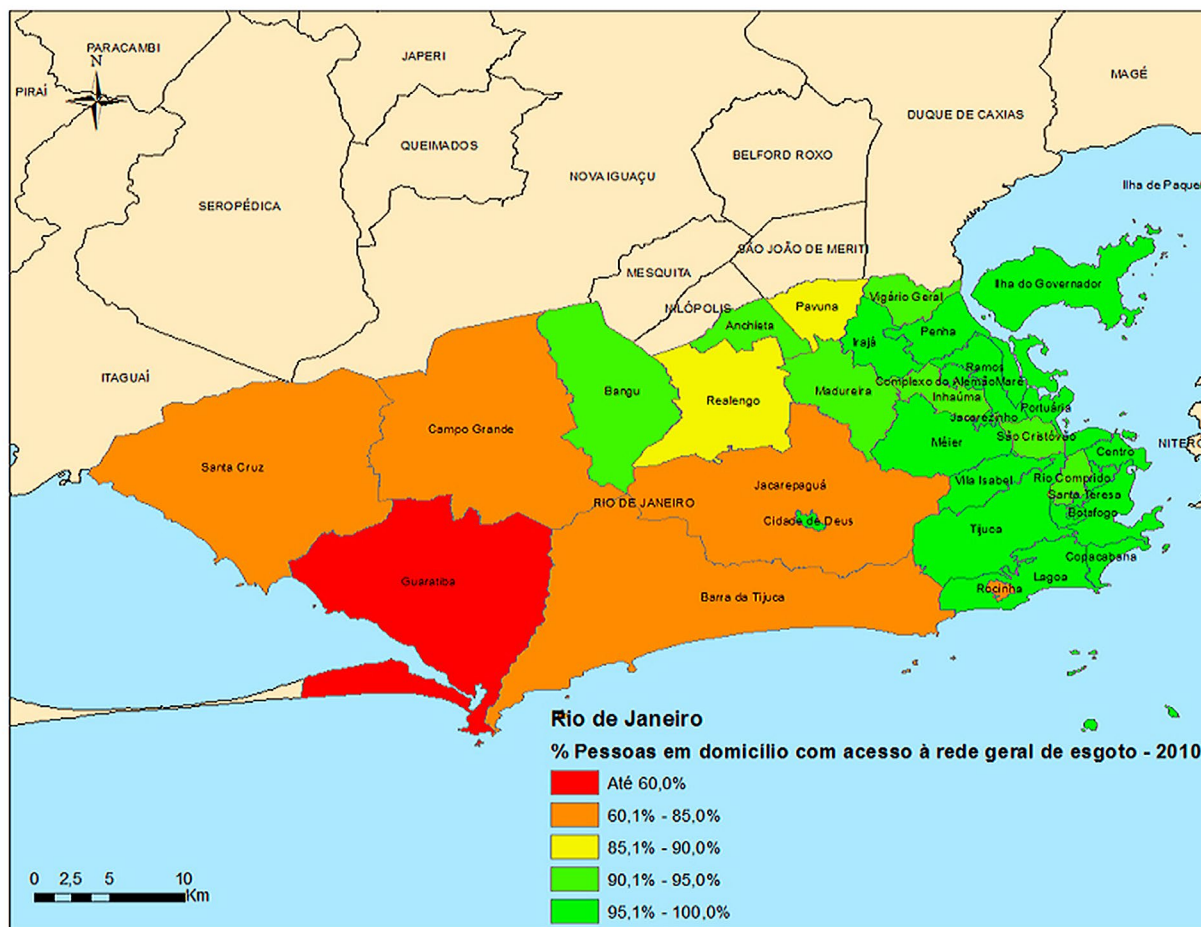 PARACAMBI
N
PIRAÍ
JAPERI
MAGÉ
DUQUE DE CAXIAS
QUEIMADOS
BELFORD ROXO
NOVA IGUAÇU
Ilha de Paquet
SEROPÉDICA
SÃO JOÃO DE MERITI
MESQUITA
NILÓPOLIS
Ilha do Governador
Pavuna
Vigário Geral
Anchieta
Penha
Irajá
ITAGUAÍ
Ramos
Complexo do Alemão
Maré
Bangu
Madureira
Inhaúma
Realengo
Jacarezinho
Portuária
Campo Grande
Méier
São Cristóvão
NITERÓ
Centro
Santa Cruz
Vila Isabel
Rio Comprido
Jacarepaguá
Santa Teresa
RIO DE JANEIRO
Botafogo
Cidade de Deus
Tijuca
Copacabana
Guaratiba
Lagoa
Rocinha
Barra da Tijuca
Rio de Janeiro
% Pessoas em domicílio com acesso à rede geral de esgoto - 2010
Até 60,0%
60,1% - 85,0%
85,1% - 90,0%
90,1% - 95,0%
95,1% - 100,0%
0 2,5 5 10
Km